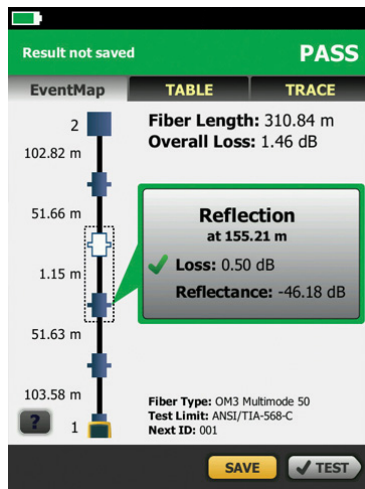 Result not saved
PASS
EventMap
TABLE
TRACE
2
Fiber Length: 310.84 m
Overall Loss: 1.46 dB
102.82 m
51.66 m
Reflection
at 155.21 m
Loss: 0.50 dB
Reflectance: -46.18 dB
1.15 m
51.63 m
103.58 m
Fiber Type: OM3 Multimode 50
Test Limit: ANSI/TIA-568-C
Next ID: 001
?
1
SAVE
TEST